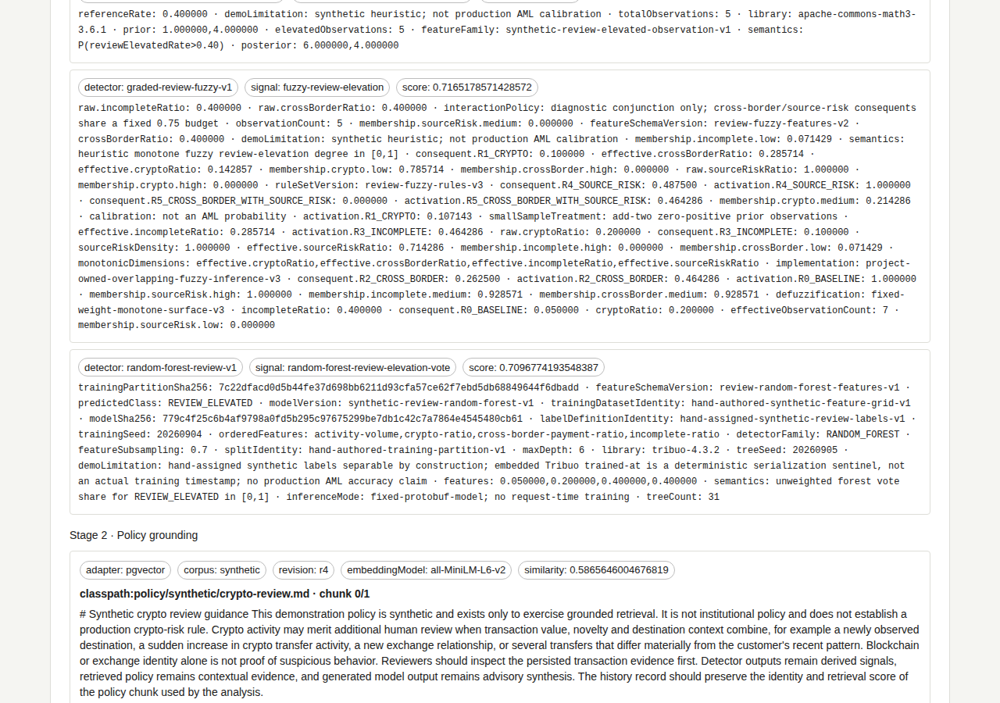 referenceRate: 0.400000 · demoLimitation: synthetic heuristic; not production AML calibration · totalObservations: 5 · library: apache-commons-math3-
3.6.1 · prior: 1.000000,4.000000 · elevatedObservations: 5 · featureFamily: synthetic-review-elevated-observation-v1 · semantics:
P(reviewElevatedRate>0.40) · posterior: 6.000000,4.000000
detector: graded-review-fuzzy-v1 signal: fuzzy-review-elevation score: 0.7165178571428572
raw.incompleteRatio: 0.400000 · raw.crossBorderRatio: 0.400000 · interactionPolicy: diagnostic conjunction only; cross-border/source-risk consequents
share a fixed 0.75 budget · observationCount: 5 · membership.sourceRisk.medium: 0.000000 · featureSchemaVersion: review-fuzzy-features-v2 ·
crossBorderRatio: 0.400000 · demoLimitation: synthetic heuristic; not production AML calibration · membership.incomplete.low: 0.071429 · semantics:
heuristic monotone fuzzy review-elevation degree in [0,1] · consequent.R1_CRYPTO: 0.100000 · effective.crossBorderRatio: 0.285714 ·
effective.cryptoRatio: 0.142857 · membership.crypto.low: 0.785714 · membership.crossBorder.high: 0.000000 · raw.sourceRiskRatio: 1.000000 ·
membership.crypto.high: 0.000000 · ruleSetVersion: review-fuzzy-rules-v3 · consequent.R4_SOURCE_RISK: 0.487500 · activation.R4_SOURCE_RISK: 1.000000
· consequent.R5_CROSS_BORDER_WITH_SOURCE_RISK: 0.000000 · activation.R5_CROSS_BORDER_WITH_SOURCE_RISK: 0.464286 · membership.crypto.medium: 0.214286
· calibration: not an AML probability · activation.R1_CRYPTO: 0.107143 · smallSampleTreatment: add-two zero-positive prior observations ·
effective.incompleteRatio: 0.285714 · activation.R3_INCOMPLETE: 0.464286 · raw.cryptoRatio: 0.200000 · consequent.R3_INCOMPLETE: 0.100000 ·
sourceRiskDensity: 1.000000 · effective.sourceRiskRatio: 0.714286 · membership.incomplete.high: 0.000000 · membership.crossBorder.low: 0.071429 ·
monotonicDimensions: effective.cryptoRatio,effective.crossBorderRatio,effective.incompleteRatio,effective.sourceRiskRatio · implementation: project-
owned-overlapping-fuzzy-inference-v3 · consequent.R2_CROSS_BORDER: 0.262500 · activation.R2_CROSS_BORDER: 0.464286 · activation.R0_BASELINE: 1.000000
· membership.sourceRisk.high: 1.000000 · membership.incomplete.medium: 0.928571 · membership.crossBorder.medium: 0.928571 · defuzzification: fixed-
weight-monotone-surface-v3 · incompleteRatio: 0.400000 · consequent.R0_BASELINE: 0.050000 · cryptoRatio: 0.200000 · effectiveObservationCount: 7 ·
membership.sourceRisk.low: 0.000000
detector: random-forest-review-v1 signal: random-forest-review-elevation-vote score: 0.7096774193548387
trainingPartitionSha256: 7c22dfacd0d5b44fe37d698bb6211d93cfa57ce62f7ebd5db68849644f6dbadd · featureSchemaVersion: review-random-forest-features-v1 ·
predictedClass: REVIEW_ELEVATED · modelVersion: synthetic-review-random-forest-v1 · trainingDatasetIdentity: hand-authored-synthetic-feature-grid-v1
· modelSha256: 779c4f25c6b4af9798a0fd5b295c97675299be7db1c42c7a7864e4545480cb61 · labelDefinitionIdentity: hand-assigned-synthetic-review-labels-v1 ·
trainingSeed: 20260904 · orderedFeatures: activity-volume,crypto-ratio,cross-border-payment-ratio,incomplete-ratio · detectorFamily: RANDOM_FOREST ·
featureSubsampling: 0.7 · splitIdentity: hand-authored-training-partition-v1 · maxDepth: 6 · library: tribuo-4.3.2 · treeSeed: 20260905 ·
demoLimitation: hand-assigned synthetic labels separable by construction; embedded Tribuo trained-at is a deterministic serialization sentinel, not
an actual training timestamp; no production AML accuracy claim · features: 0.050000,0.200000,0.400000,0.400000 · semantics: unweighted forest vote
share for REVIEW_ELEVATED in [0,1] · inferenceMode: fixed-protobuf-model; no request-time training · treeCount: 31
Stage 2 · Policy grounding
adapter: pgvector corpus: synthetic revision: r4 embeddingModel: all-MiniLM-L6-v2 similarity: 0.5865646004676819
classpath:policy/synthetic/crypto-review.md · chunk 0/1
# Synthetic crypto review guidance This demonstration policy is synthetic and exists only to exercise grounded retrieval. It is not institutional policy and does not establish a
production crypto-risk rule. Crypto activity may merit additional human review when transaction value, novelty and destination context combine, for example a newly observed
destination, a sudden increase in crypto transfer activity, a new exchange relationship, or several transfers that differ materially from the customer's recent pattern. Blockchain
or exchange identity alone is not proof of suspicious behavior. Reviewers should inspect the persisted transaction evidence first. Detector outputs remain derived signals,
retrieved policy remains contextual evidence, and generated model output remains advisory synthesis. The history record should preserve the identity and retrieval score of
the policy chunk used by the analysis.